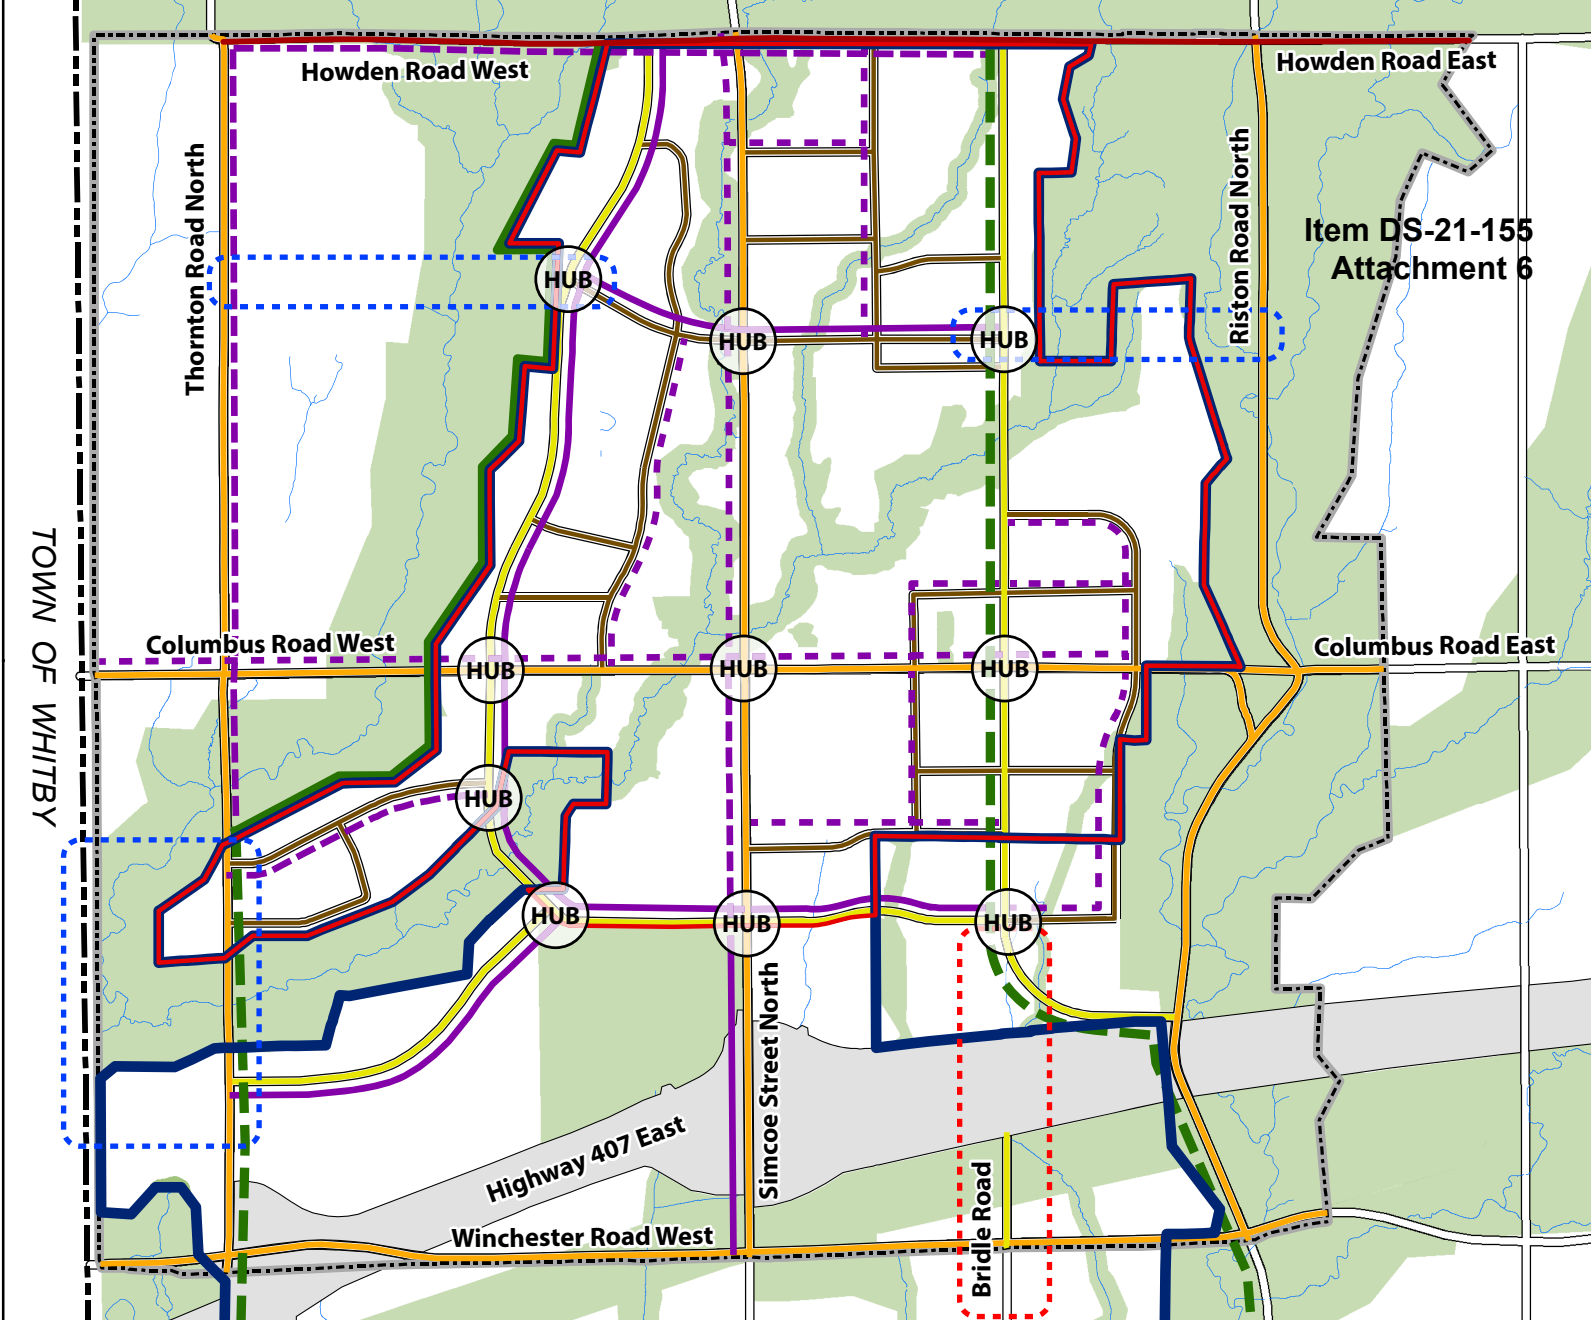 Howden Road West
Howden Road East
Thornton Road North
Riston Road North
Item DS-21-155
Attachment 6
HUB
HUB
HUB
TOWN OF WHITBY
Columbus Road West
Columbus Road East
HUB
HUB
HUB
HUB
HUB
HUB
HUB
Simcoe Street North
Highway 407 East
Bridle Road
Winchester Road West